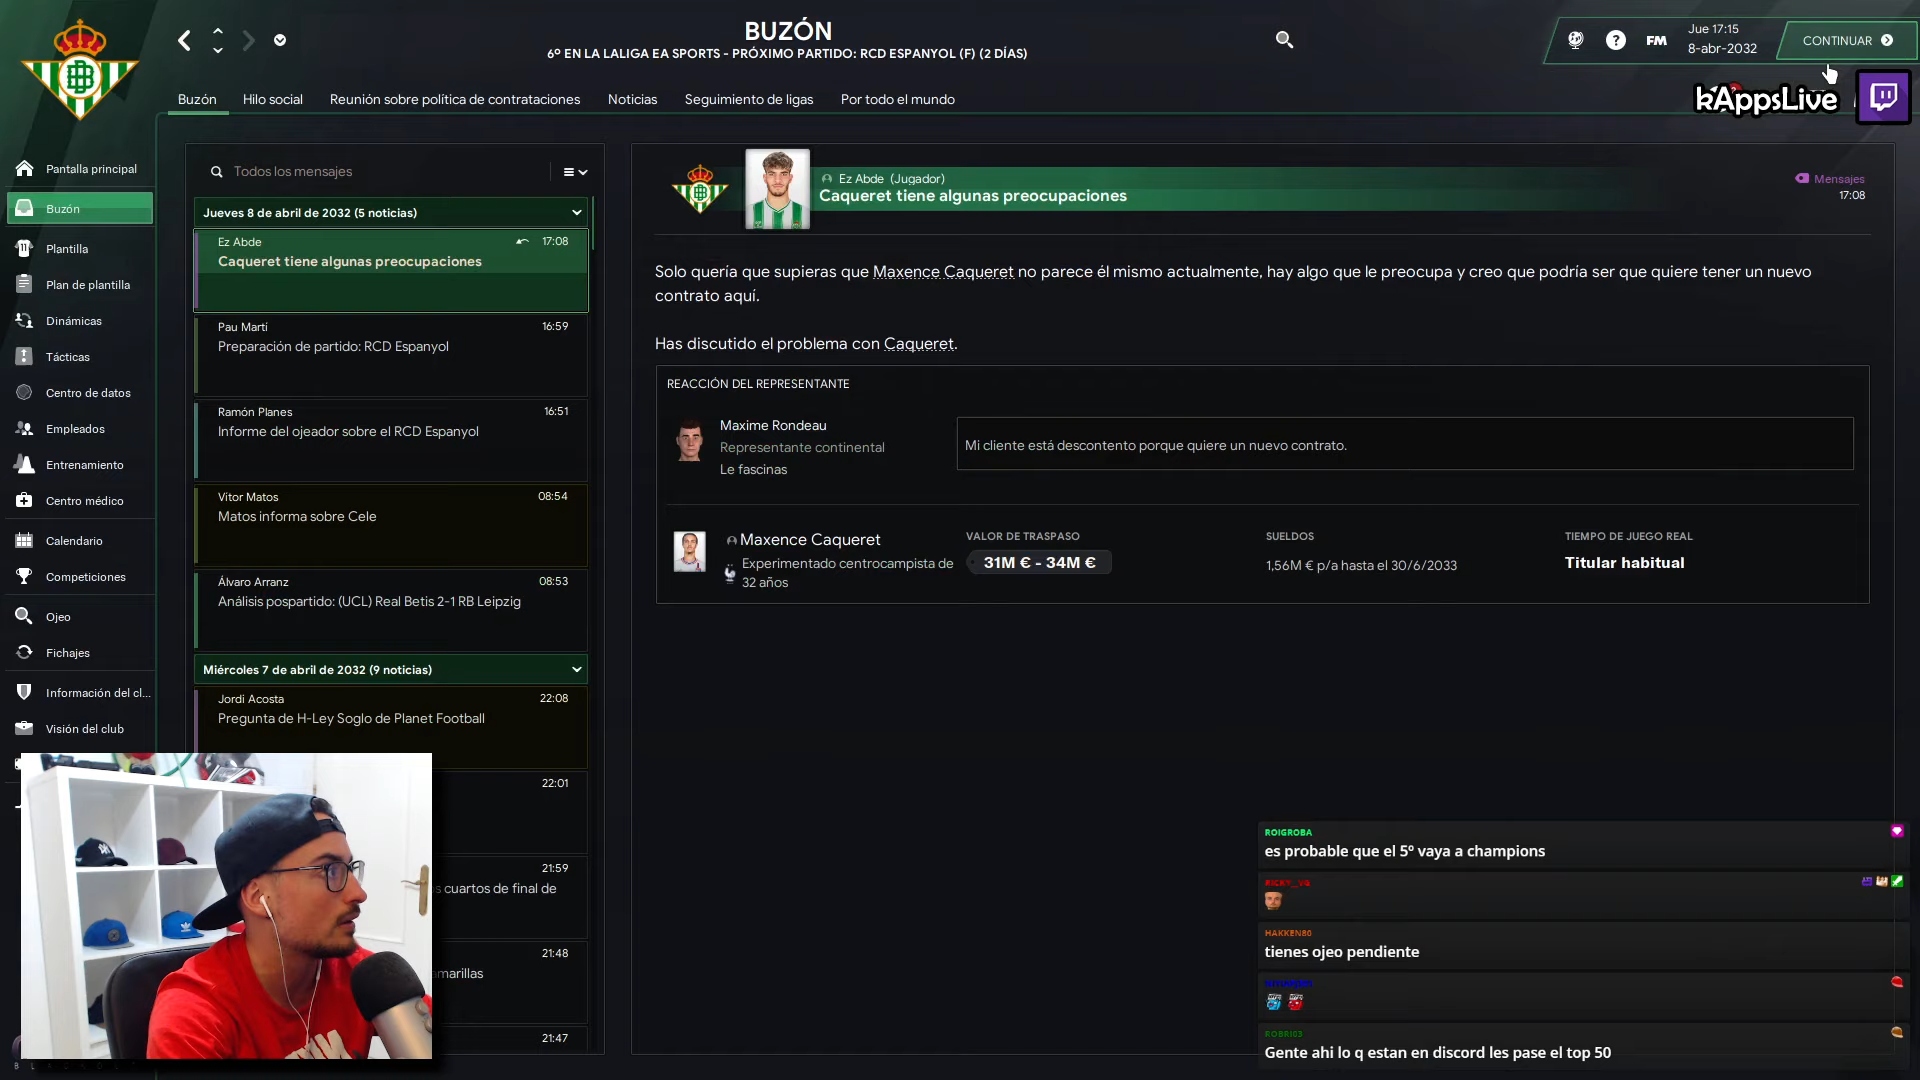 BUZÓN
6º EN LA LALIGA EA SPORTS - PRÓXIMO PARTIDO: RCD ESPANYOL (F) (2 DÍAS)
FM
Jue 17:15
8-abr-2032
CONTINUAR
kAppsLive
Buzón
Hilo social
Reunión sobre política de contrataciones
Noticias
Seguimiento de ligas
Por todo el mundo
Pantalla principal
Buzón
Plantilla
Plan de plantilla
Dinámicas
Tácticas
Centro de datos
Empleados
Entrenamiento
Centro médico
Calendario
Competiciones
Ojeo
Fichajes
Información del cl...
Visión del club
Todos los mensajes
Jueves 8 de abril de 2032 (5 noticias)
Ez Abde 17:08
Caqueret tiene algunas preocupaciones
Pau Martí 16:59
Preparación de partido: RCD Espanyol
Ramón Planes 16:51
Informe del ojeador sobre el RCD Espanyol
Vitor Matos 08:54
Matos informa sobre Cele
Álvaro Arranz 08:53
Análisis pospartido: (UCL) Real Betis 2-1 RB Leipzig
Miércoles 7 de abril de 2032 (9 noticias)
Jordi Acosta 22:08
Pregunta de H-Ley Soglo de Planet Football
22:01
21:59
s cuartos de final de
21:48
amarillas
21:47
Ez Abde (Jugador)
Caqueret tiene algunas preocupaciones
Mensajes
17:08
Solo quería que supieras que Maxence Caqueret no parece él mismo actualmente, hay algo que le preocupa y creo que podría ser que quiere tener un nuevo
contrato aquí.
Has discutido el problema con Caqueret.
REACCIÓN DEL REPRESENTANTE
Maxime Rondeau
Representante continental
Le fascinas
Mi cliente está descontento porque quiere un nuevo contrato.
Maxence Caqueret
Experimentado centrocampista de
32 años
VALOR DE TRASPASO
31M € - 34M €
SUELDOS
1,56M € p/a hasta el 30/6/2033
TIEMPO DE JUEGO REAL
Titular habitual
ROIGROBA
es probable que el 5º vaya a champions
RICKY__VG
HAKKEN80
tienes ojeo pendiente
ROBRI03
Gente ahi lo q estan en discord les pase el top 50